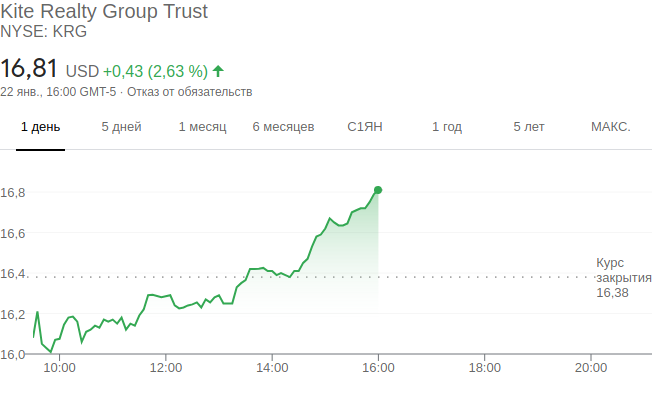 Kite Realty Group Trust
NYSE: KRG
16,81 USD +0,43 (2,63 %)
22 янв., 16:00 GMT-5 · Отказ от обязательств
1 день 5 дней 1 месяц 6 месяцев С1ЯН 1 год 5 лет МАКС.
16,8
16,6
16,4
16,2
16,0
Курс
закрытия
16,38
10:00 12:00 14:00 16:00 18:00 20:00